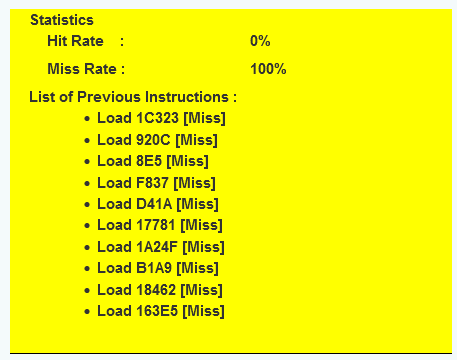 Statistics
Hit Rate : 0%
Miss Rate : 100%
List of Previous Instructions :
• Load 1C323 [Miss]
• Load 920C [Miss]
• Load 8E5 [Miss]
• Load F837 [Miss]
• Load D41A [Miss]
• Load 17781 [Miss]
• Load 1A24F [Miss]
• Load B1A9 [Miss]
• Load 18462 [Miss]
• Load 163E5 [Miss]